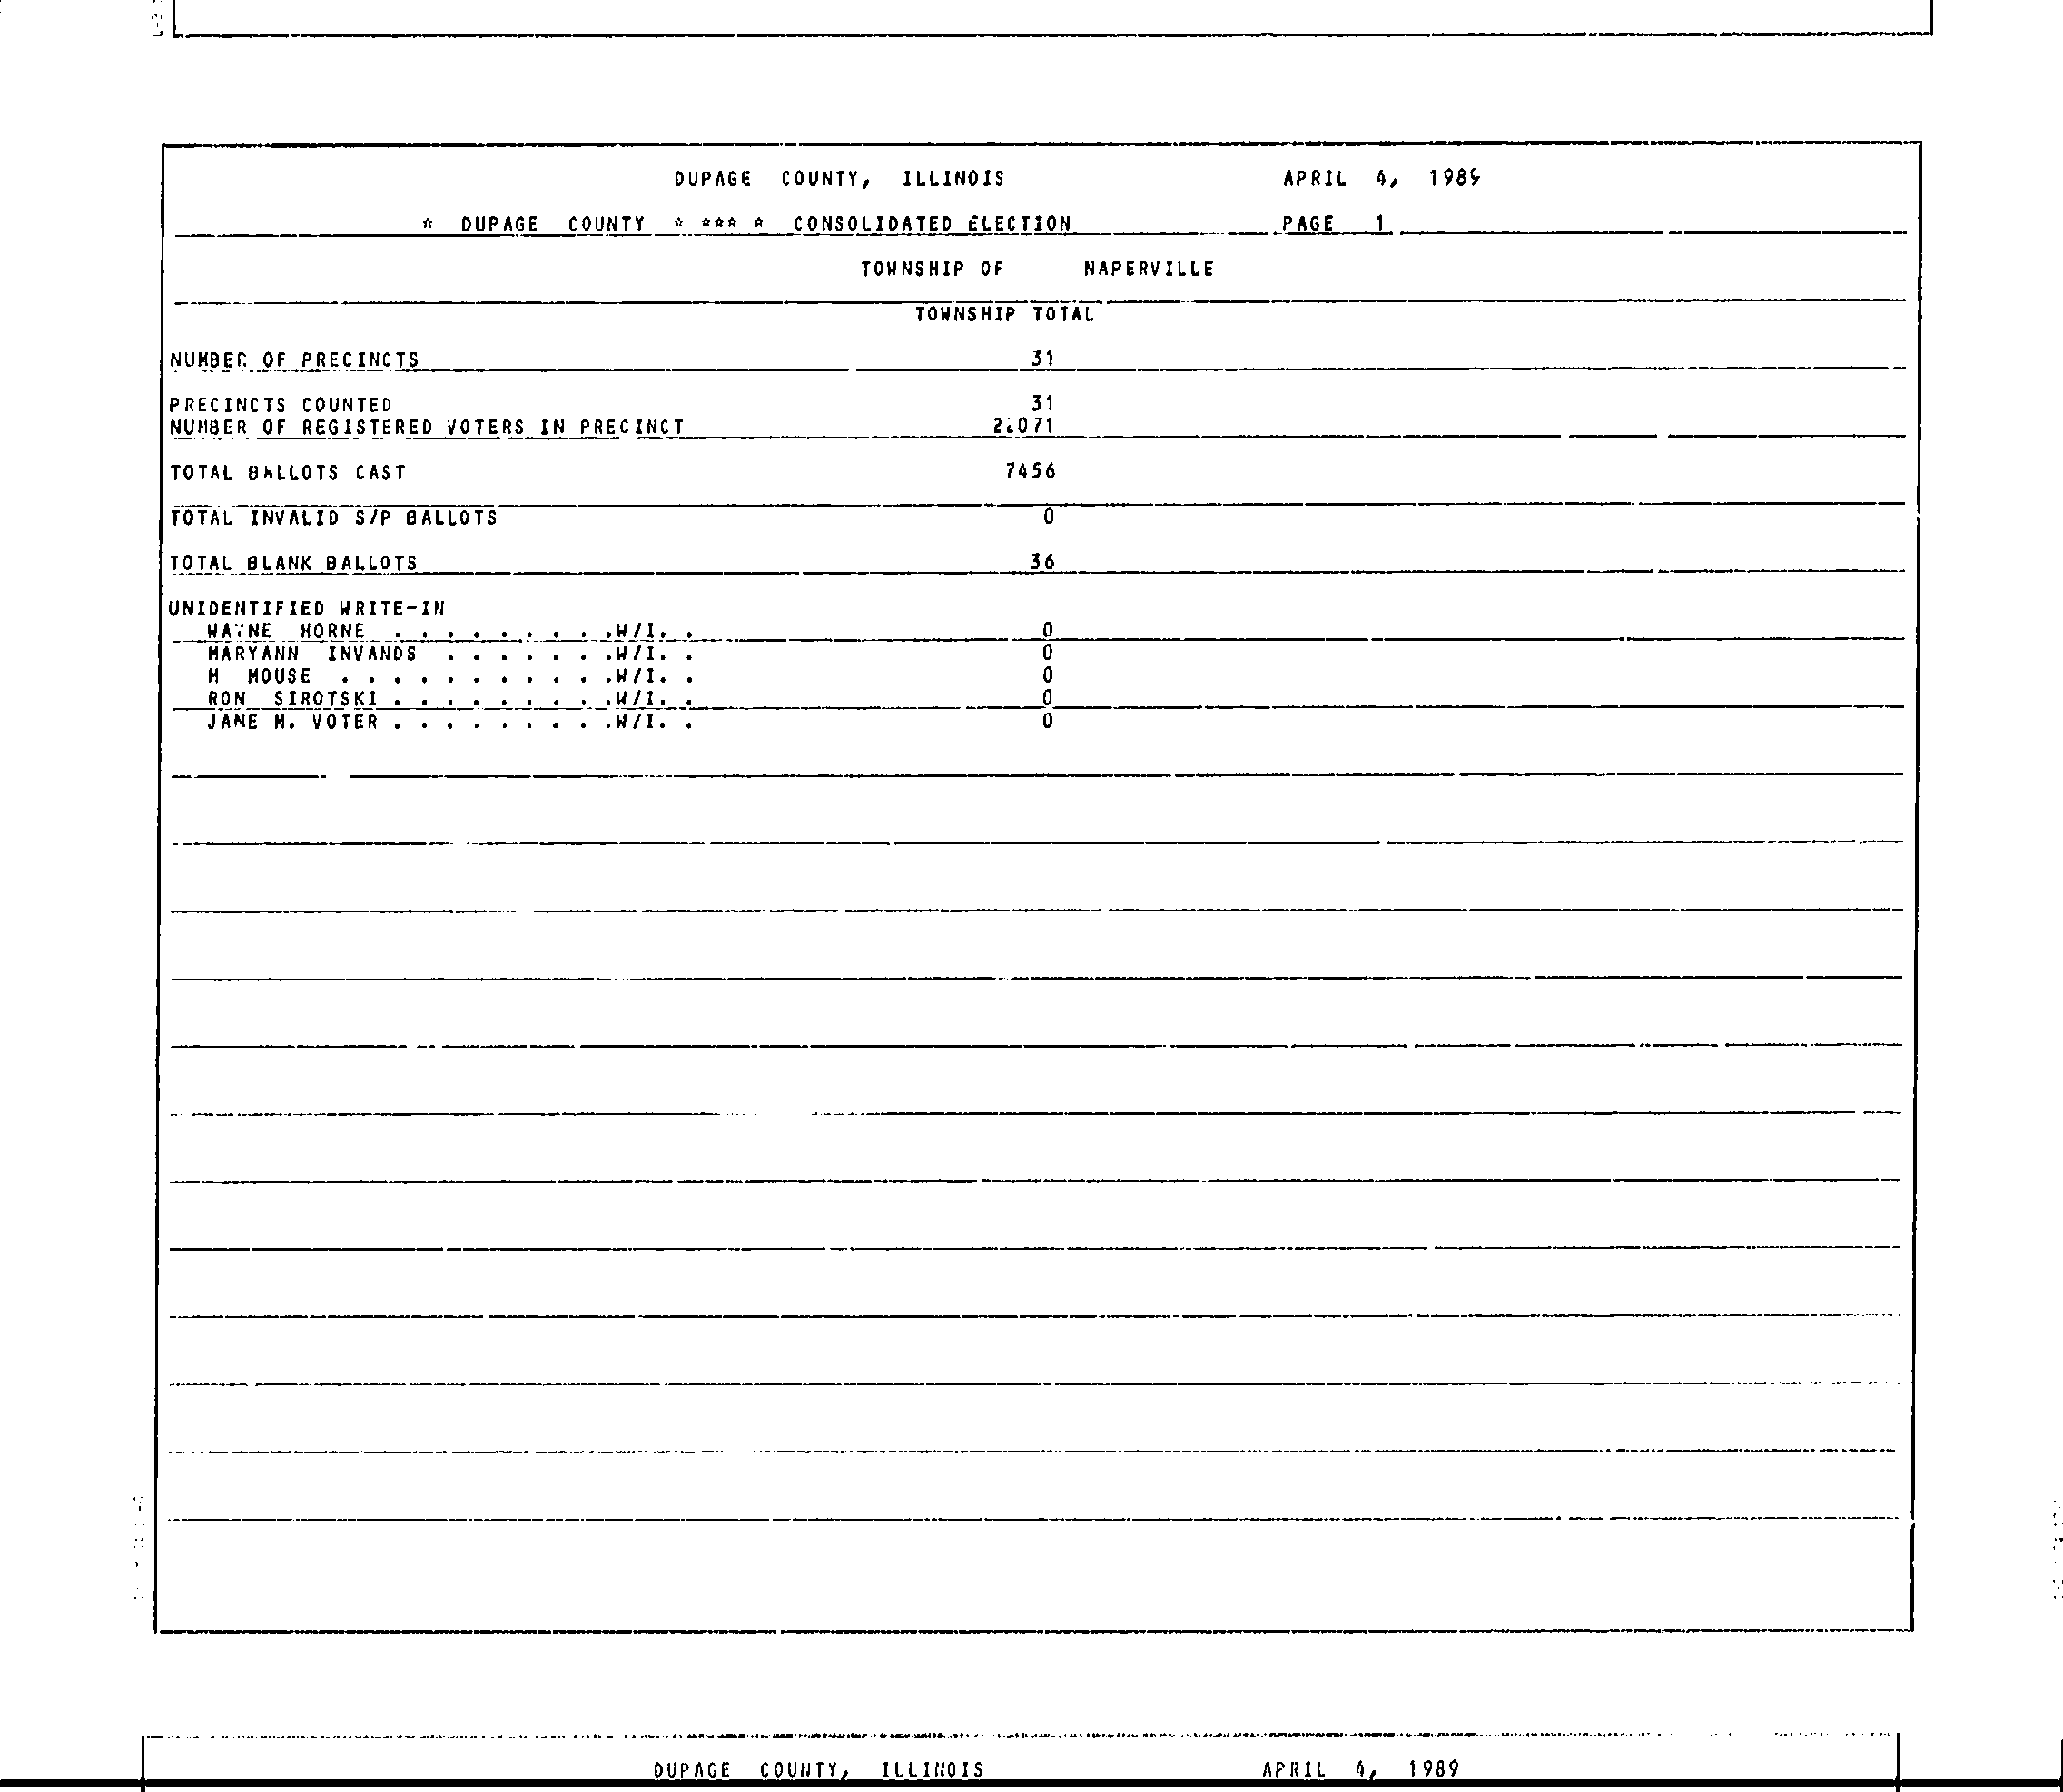 DUPAGE COUNTY, ILLINOIS APRIL 4, 1989
* DUPAGE COUNTY * *** * CONSOLIDATED ELECTION PAGE 1
TOWNSHIP OF NAPERVILLE
TOWNSHIP TOTAL
NUMBER OF PRECINCTS 31
PRECINCTS COUNTED 31
NUMBER OF REGISTERED VOTERS IN PRECINCT
TOTAL BALLOTS CAST 7456
TOTAL INVALID S/P BALLOTS 0
TOTAL BLANK BALLOTS 36
UNIDENTIFIED WRITE-IN
WAYNE HORNE . . . . . . . . .W/I. . 0
MARYANN INVANDS . . . . . . .W/I. . 0
M MOUSE . . . . . . . . . . .W/I. . 0
RON SIROTSKI . . . . . . . . .W/I. . 0
JANE M. VOTER . . . . . . . . .W/I. . 0
DUPAGE COUNTY, ILLINOIS APRIL 4, 1989